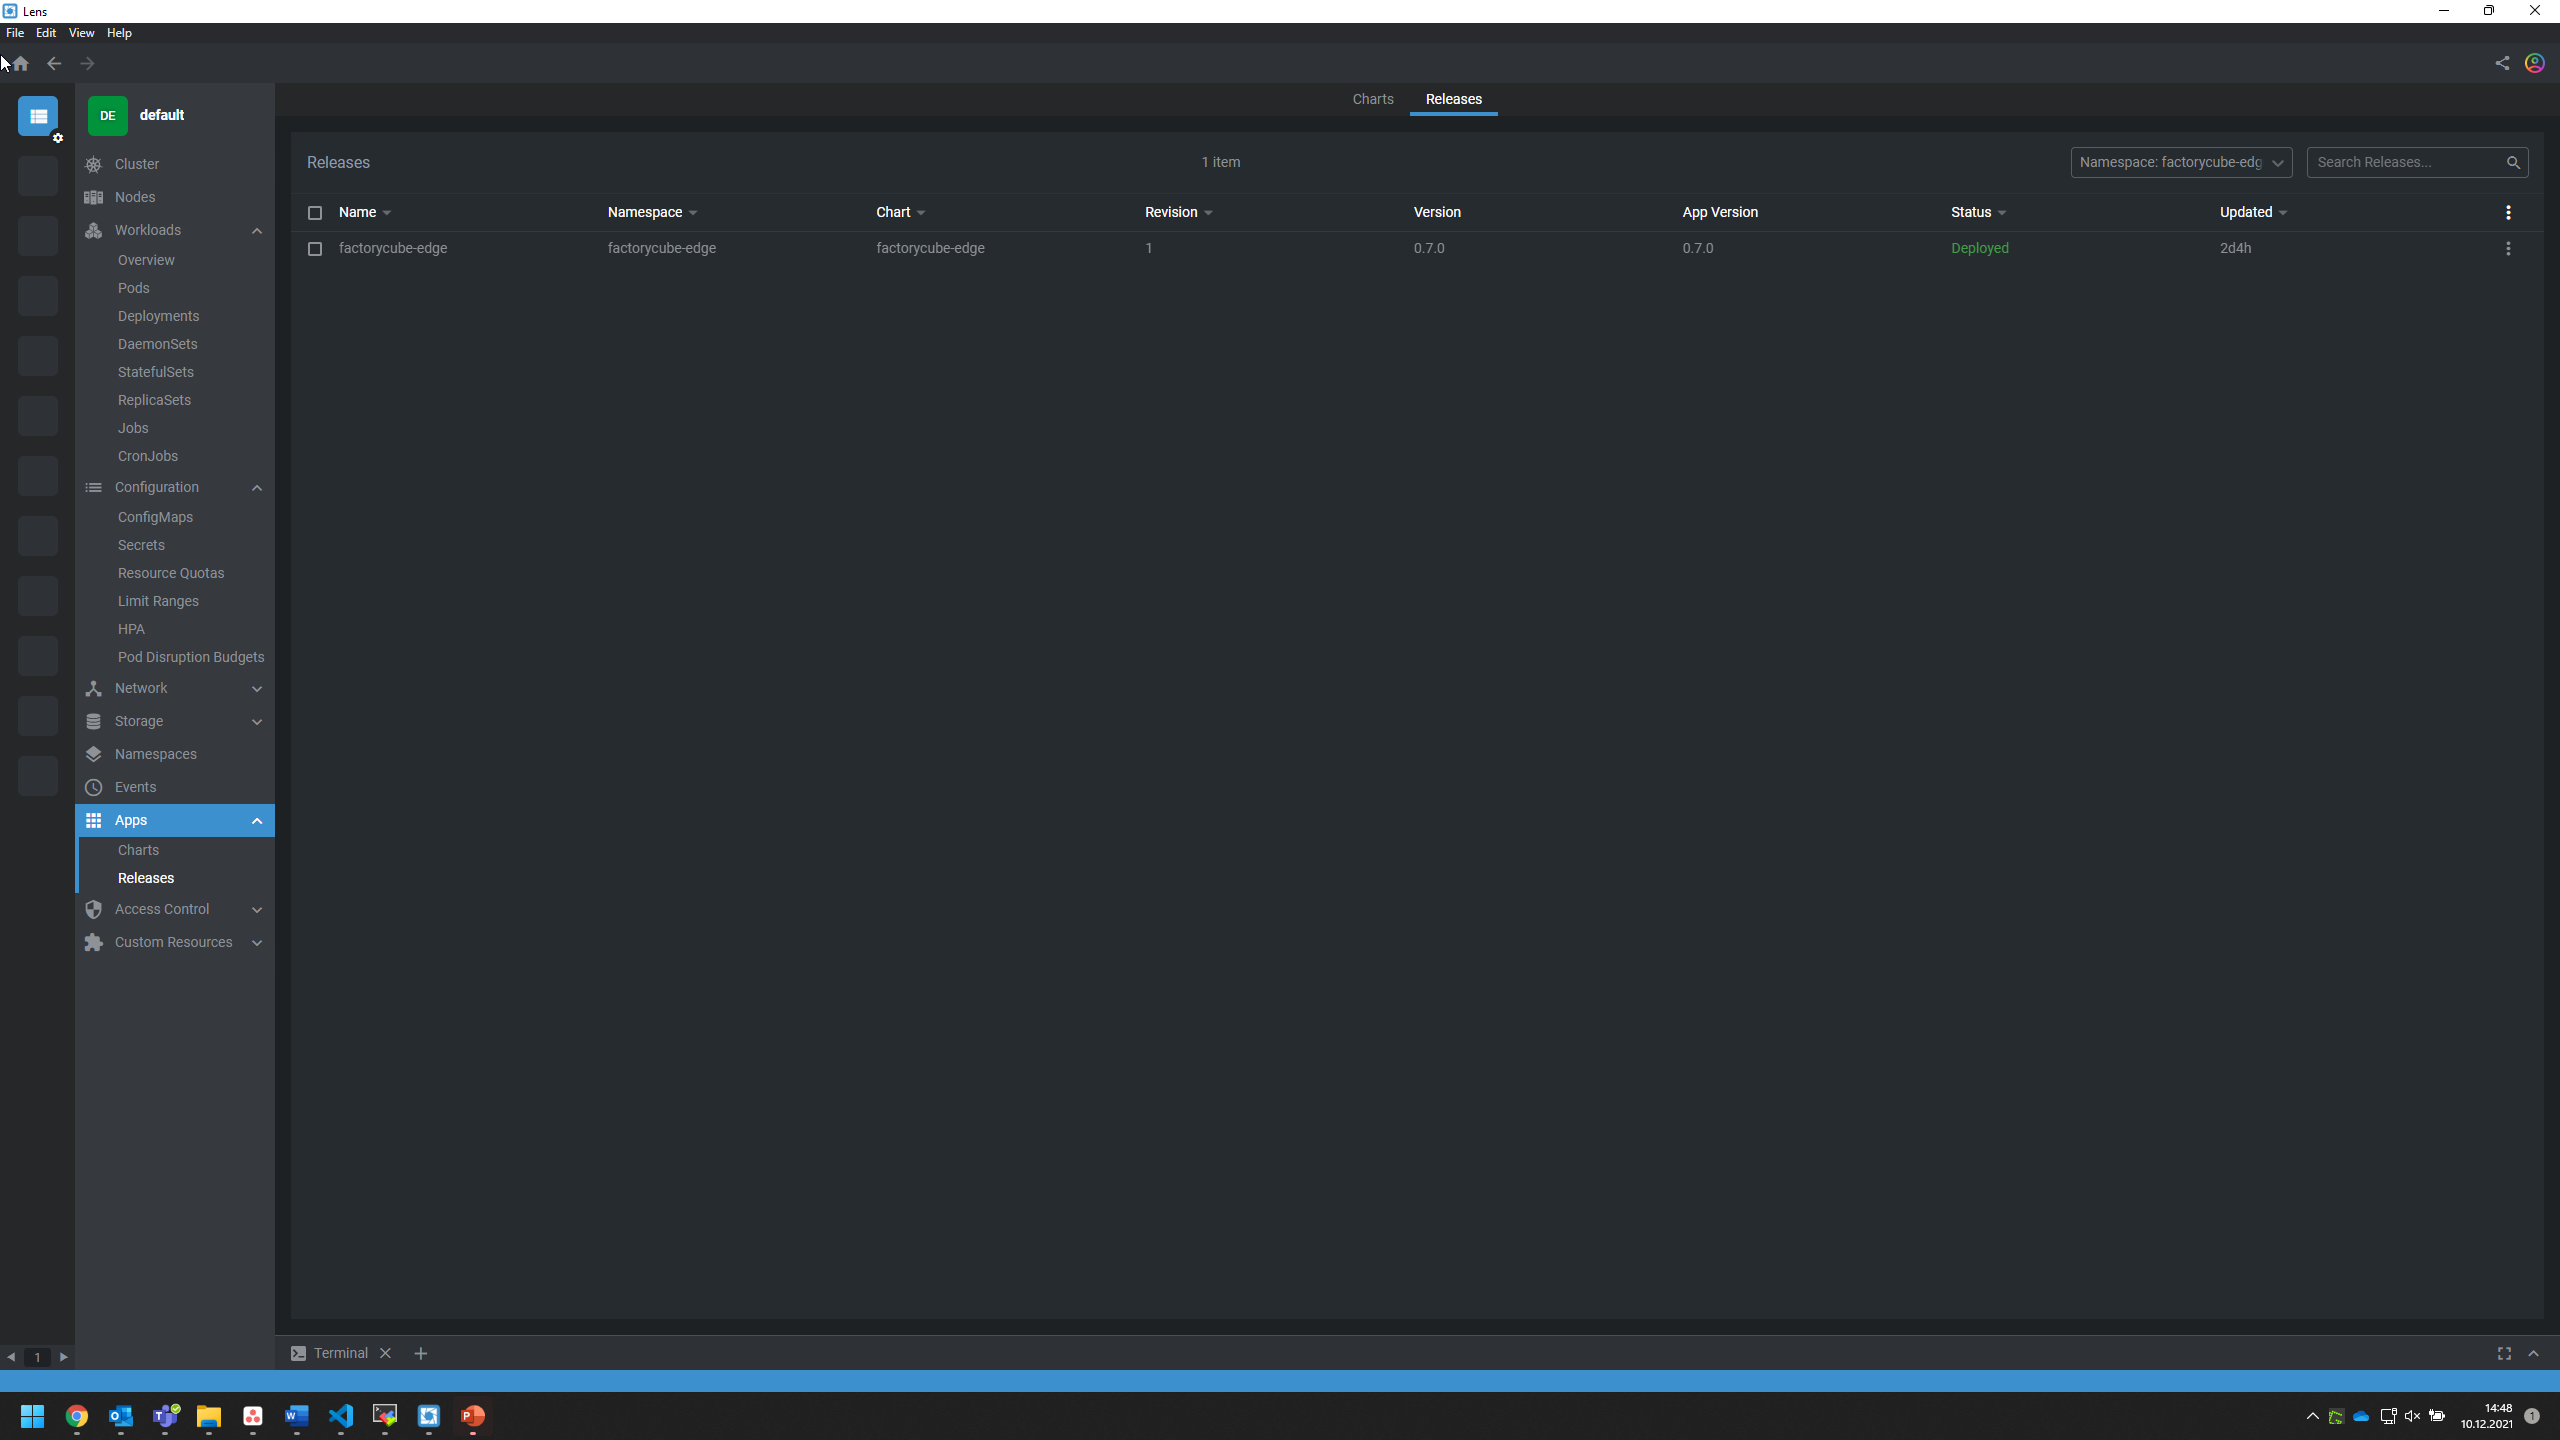 Lens
File Edit View Help
DE default
Charts Releases
Cluster
Nodes
Workloads
Overview
Pods
Deployments
DaemonSets
StatefulSets
ReplicaSets
Jobs
CronJobs
Configuration
ConfigMaps
Secrets
Resource Quotas
Limit Ranges
HPA
Pod Disruption Budgets
Network
Storage
Namespaces
Events
Apps
Charts
Releases
Access Control
Custom Resources
Releases 1 item Namespace: factorycube-edg Search Releases...
Name Namespace Chart Revision Version App Version Status Updated
factorycube-edge factorycube-edge factorycube-edge 1 0.7.0 0.7.0 Deployed 2d4h
1
Terminal
14:48
10.12.2021
1